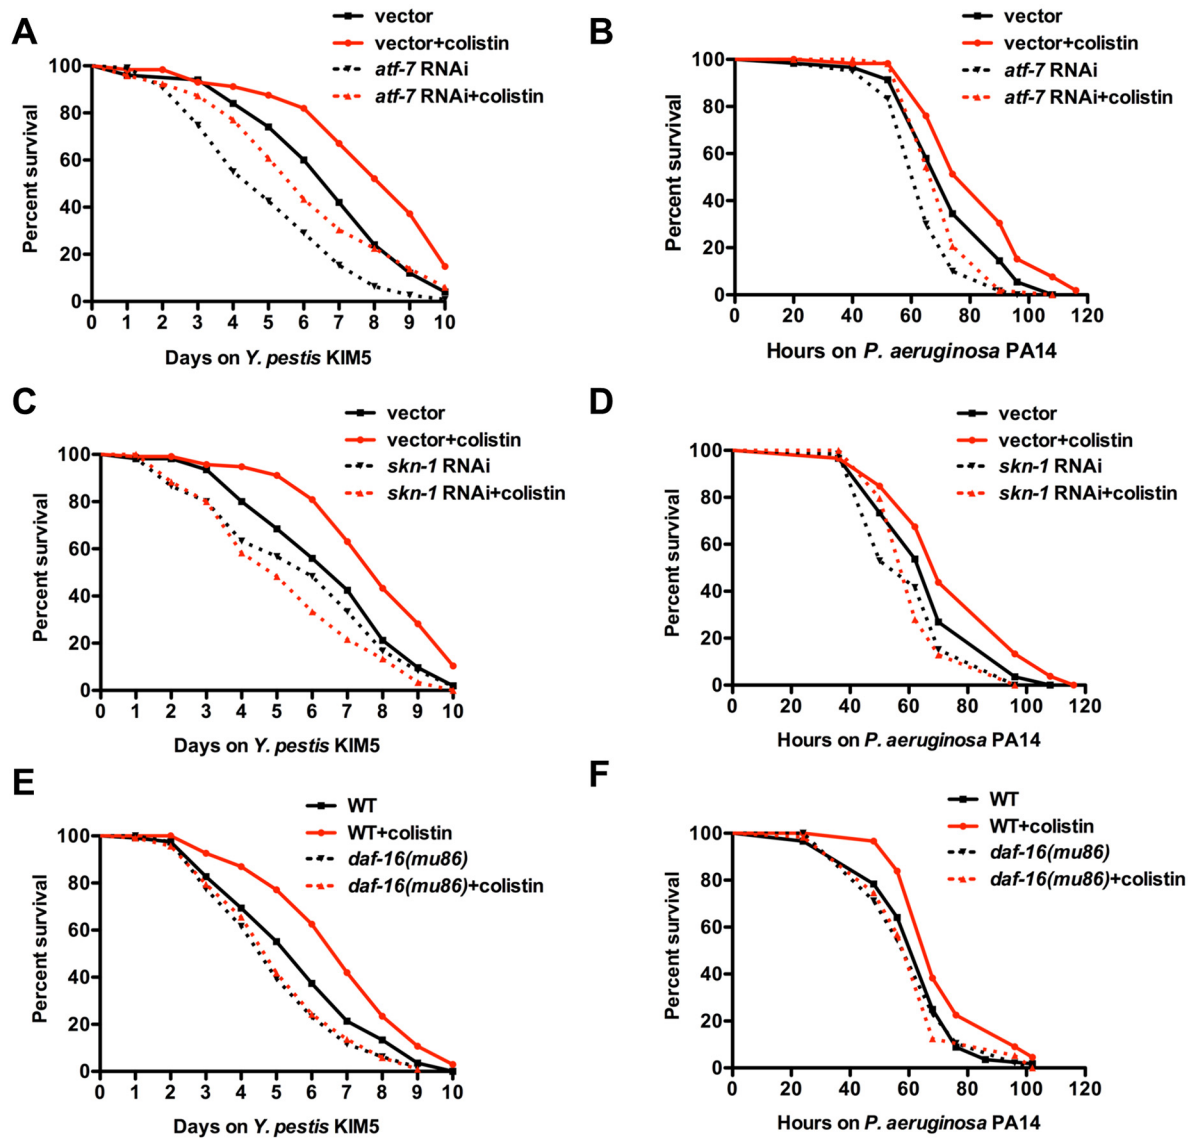 A
vector
vector+colistin
atf-7 RNAi
atf-7 RNAi+colistin
Percent survival
100
80
60
40
20
0
0 1 2 3 4 5 6 7 8 9 10
Days on Y. pestis KIM5
B
vector
vector+colistin
atf-7 RNAi
atf-7 RNAi+colistin
Percent survival
100
80
60
40
20
0
0 20 40 60 80 100 120
Hours on P. aeruginosa PA14
C
vector
vector+colistin
skn-1 RNAi
skn-1 RNAi+colistin
Percent survival
100
80
60
40
20
0
0 1 2 3 4 5 6 7 8 9 10
Days on Y. pestis KIM5
D
vector
vector+colistin
skn-1 RNAi
skn-1 RNAi+colistin
Percent survival
100
80
60
40
20
0
0 20 40 60 80 100 120
Hours on P. aeruginosa PA14
E
WT
WT+colistin
daf-16(mu86)
daf-16(mu86)+colistin
Percent survival
100
80
60
40
20
0
0 1 2 3 4 5 6 7 8 9 10
Days on Y. pestis KIM5
F
WT
WT+colistin
daf-16(mu86)
daf-16(mu86)+colistin
Percent survival
100
80
60
40
20
0
0 20 40 60 80 100 120
Hours on P. aeruginosa PA14